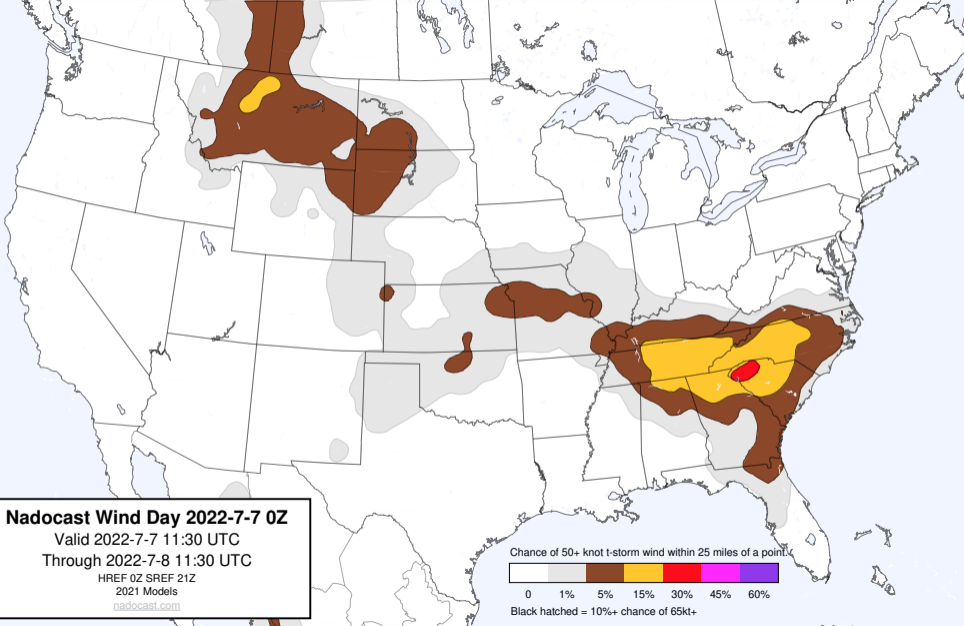 Nadocast Wind Day 2022-7-7 0Z
Valid 2022-7-7 11:30 UTC
Through 2022-7-8 11:30 UTC
HREF 0Z SREF 21Z
2021 Models
nadocast.com
Chance of 50+ knot t-storm wind within 25 miles of a point.
0 1% 5% 15% 30% 45% 60%
Black hatched = 10%+ chance of 65kt+